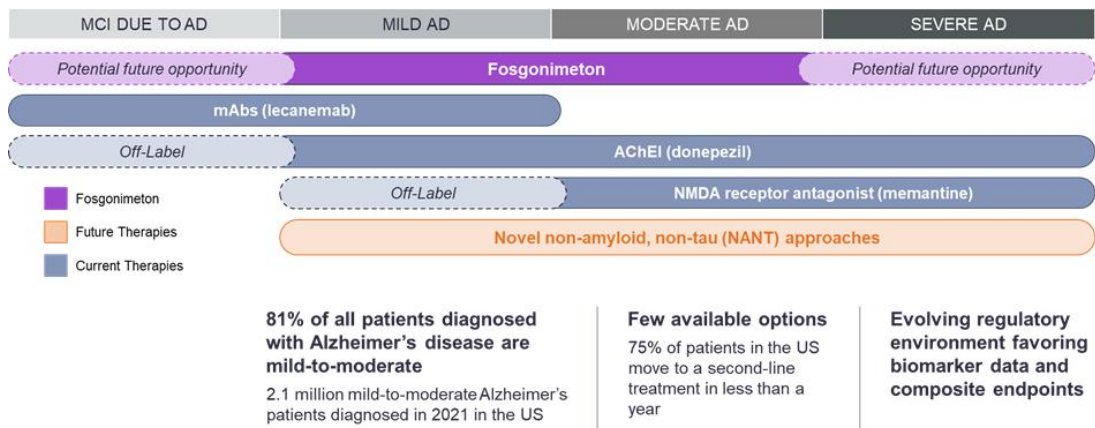 MCI DUE TO AD
MILD AD
MODERATE AD
SEVERE AD
Potential future opportunity
Fosgonimeton
Potential future opportunity
mAbs (lecanemab)
Off-Label
AChEI (donepezil)
Off-Label
NMDA receptor antagonist (memantine)
Novel non-amyloid, non-tau (NANT) approaches
Fosgonimeton
Future Therapies
Current Therapies
81% of all patients diagnosed
with Alzheimer's disease are
mild-to-moderate
2.1 million mild-to-moderate Alzheimer's
patients diagnosed in 2021 in the US
Few available options
75% of patients in the US
move to a second-line
treatment in less than a
year
Evolving regulatory
environment favoring
biomarker data and
composite endpoints